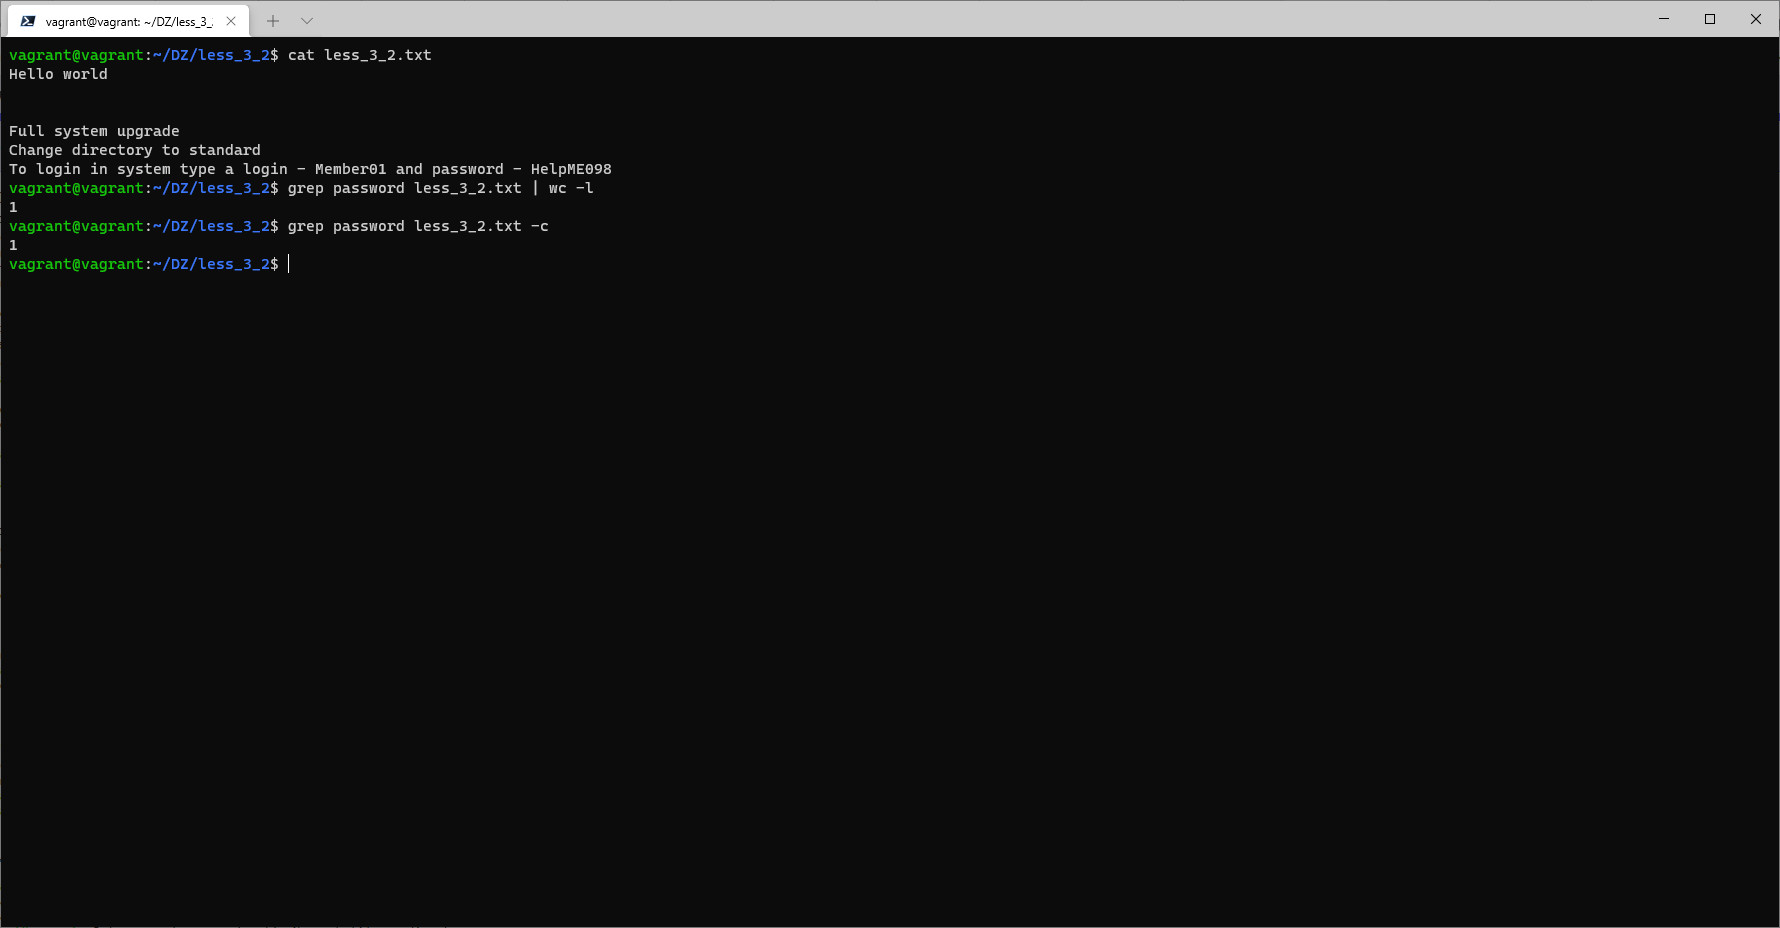 vagrant@vagrant: ~/DZ/less_3_
vagrant@vagrant:~/DZ/less_3_2$ cat less_3_2.txt
Hello world
Full system upgrade
Change directory to standard
To login in system type a login - Member01 and password - HelpME098
vagrant@vagrant:~/DZ/less_3_2$ grep password less_3_2.txt | wc -l
1
vagrant@vagrant:~/DZ/less_3_2$ grep password less_3_2.txt -c
1
vagrant@vagrant:~/DZ/less_3_2$